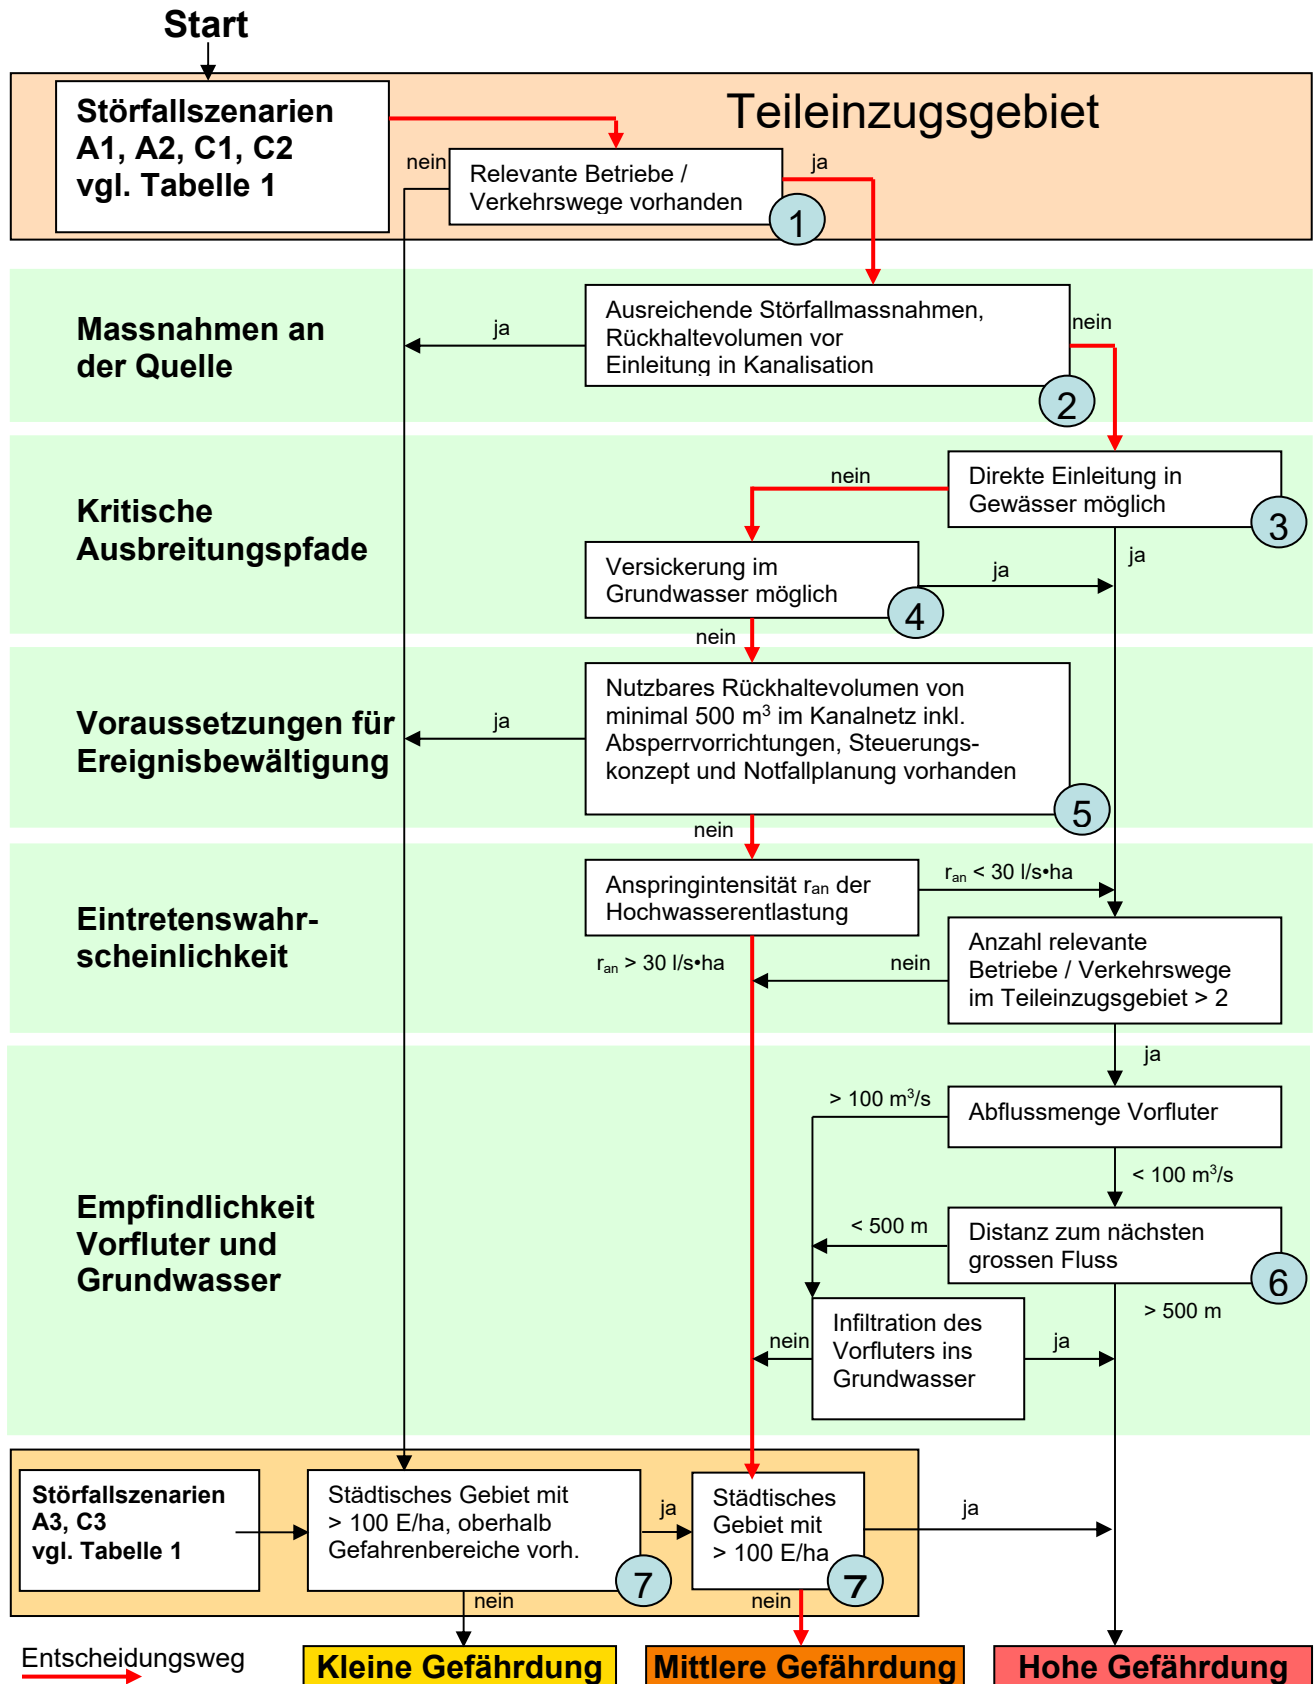 Start
Störfallszenarien
A1, A2, C1, C2
vgl. Tabelle 1
Teileinzugsgebiet
nein
Relevante Betriebe /
Verkehrswege vorhanden
ja
1
Massnahmen an
der Quelle
ja
Ausreichende Störfallmassnahmen,
Rückhaltevolumen vor
Einleitung in Kanalisation
nein
2
Kritische
Ausbreitungspfade
nein
Direkte Einleitung in
Gewässer möglich
3
ja
Versickerung im
Grundwasser möglich
ja
4
nein
Voraussetzungen für
Ereignisbewältigung
ja
Nutzbares Rückhaltevolumen von
minimal 500 m³ im Kanalnetz inkl.
Absperrvorrichtungen, Steuerungs-
konzept und Notfallplanung vorhanden
5
nein
Eintretenswahr-
scheinlichkeit
Anspringintensität ran der
Hochwasserentlastung
ran < 30 l/s•ha
ran > 30 l/s•ha
nein
Anzahl relevante
Betriebe / Verkehrswege
im Teileinzugsgebiet > 2
ja
Empfindlichkeit
Vorfluter und
Grundwasser
> 100 m³/s
Abflussmenge Vorfluter
< 100 m³/s
< 500 m
Distanz zum nächsten
grossen Fluss
6
> 500 m
nein
Infiltration des
Vorfluters ins
Grundwasser
ja
Störfallszenarien
A3, C3
vgl. Tabelle 1
Städtisches Gebiet mit
> 100 E/ha, oberhalb
Gefahrenbereiche vorh.
7
ja
Städtisches
Gebiet mit
> 100 E/ha
7
ja
nein
nein
Entscheidungsweg
Kleine Gefährdung
Mittlere Gefährdung
Hohe Gefährdung